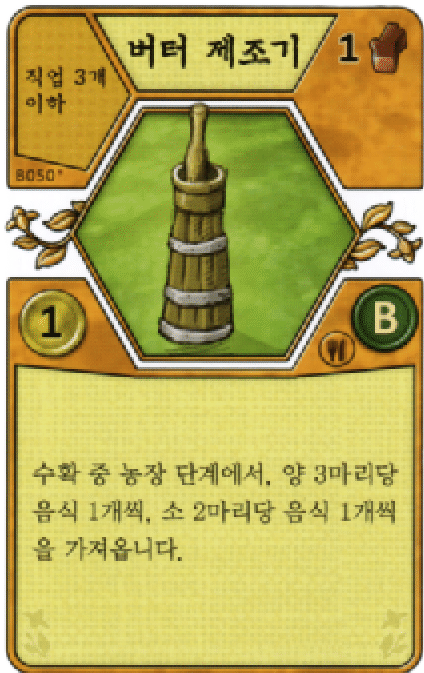 버터 제조기
1
직업 3개
이하
B050*
1
B
수확 중 농장 단계에서, 양 3마리당
음식 1개씩, 소 2마리당 음식 1개씩
을 가져옵니다.